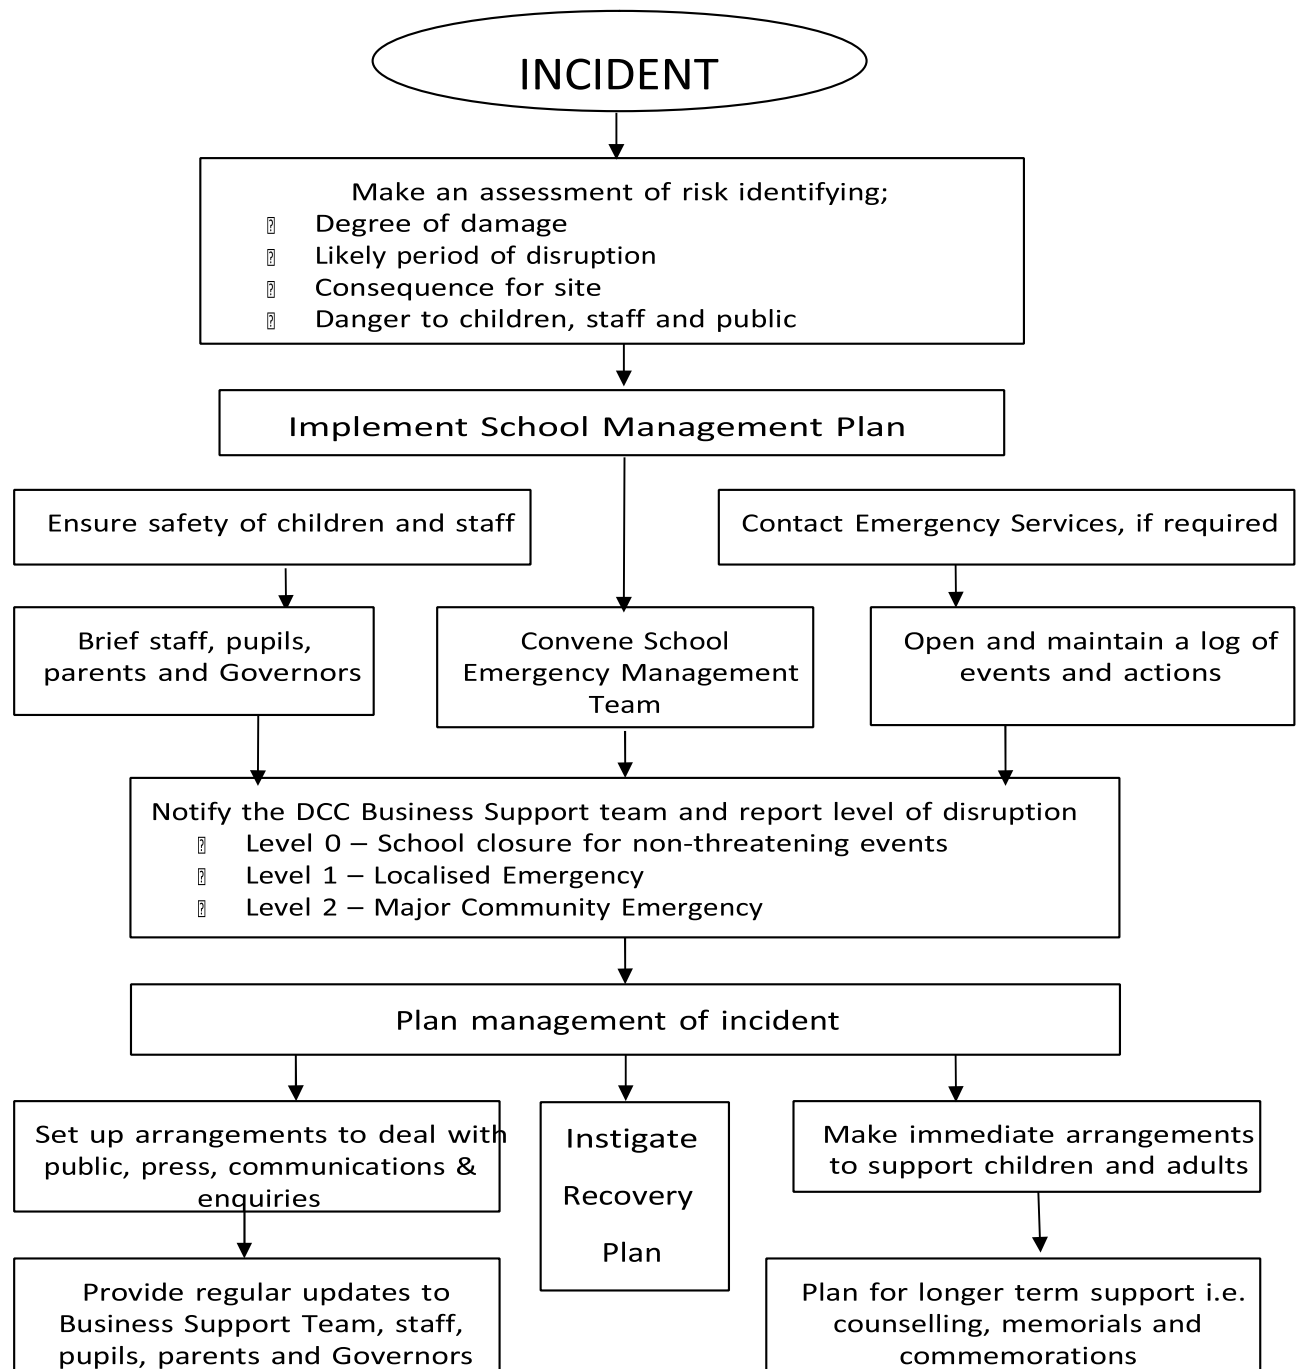 INCIDENT
Make an assessment of risk identifying;
Degree of damage
Likely period of disruption
Consequence for site
Danger to children, staff and public
Implement School Management Plan
Ensure safety of children and staff
Contact Emergency Services, if required
Brief staff, pupils,
parents and Governors
Convene School
Emergency Management
Team
Open and maintain a log of
events and actions
Notify the DCC Business Support team and report level of disruption
Level 0 – School closure for non-threatening events
Level 1 – Localised Emergency
Level 2 – Major Community Emergency
Plan management of incident
Set up arrangements to deal with
public, press, communications &
enquiries
Instigate
Recovery
Plan
Make immediate arrangements
to support children and adults
Provide regular updates to
Business Support Team, staff,
pupils, parents and Governors
Plan for longer term support i.e.
counselling, memorials and
commemorations